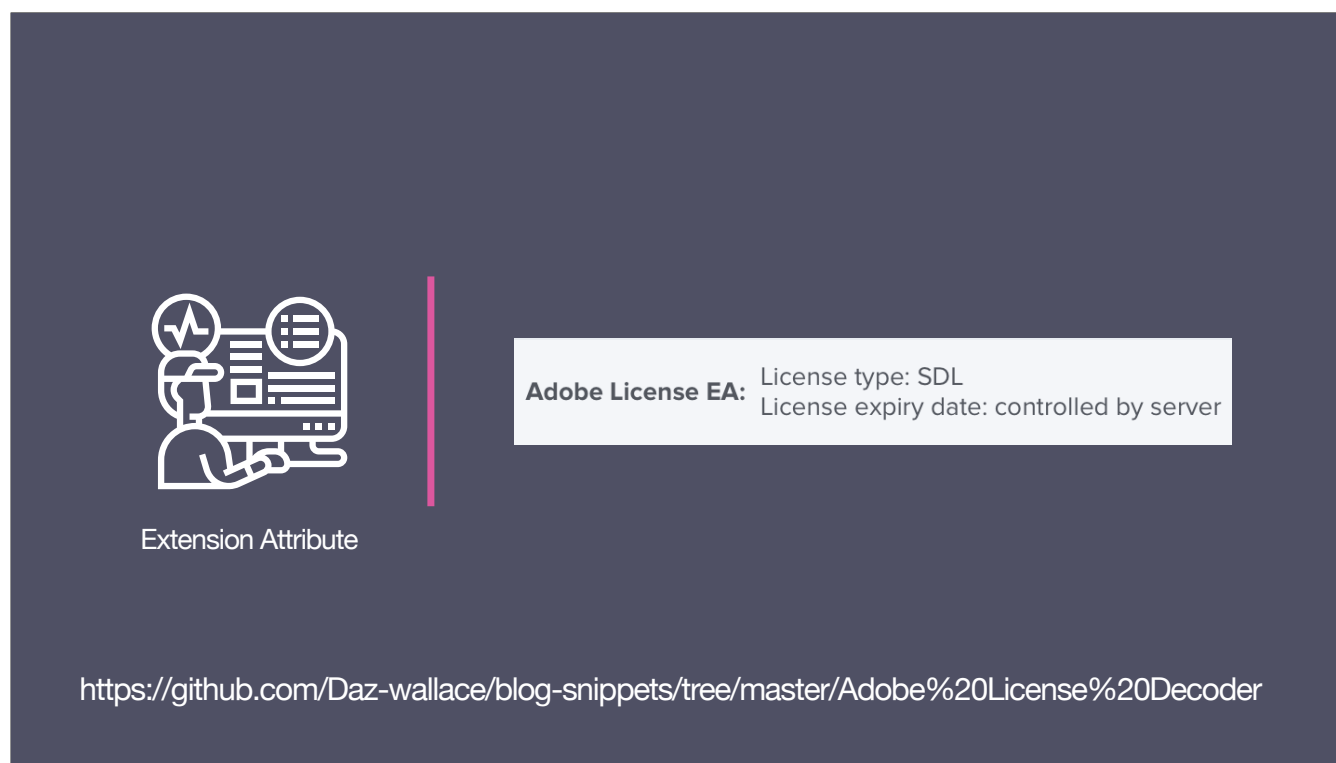 Extension Attribute
Adobe License EA:
License type: SDL
License expiry date: controlled by server
https://github.com/Daz-wallace/blog-snippets/tree/master/Adobe%20License%20Decoder